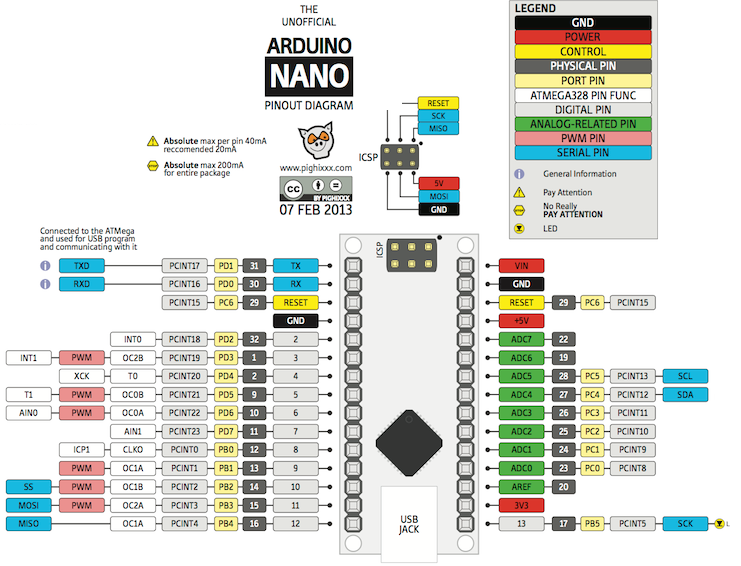 THE
UNOFFICIAL
ARDUINO
NANO
PINOUT DIAGRAM
www.pighixxx.com
cc
BY PIGHIXXX
07 FEB 2013
Absolute max per pin 40mA
reccomended 20mA
Absolute max 200mA
for entire package
RESET
SCK
MISO
ICSP
5V
MOSI
GND
LEGEND
GND
POWER
CONTROL
PHYSICAL PIN
PORT PIN
ATMEGA328 PIN FUNC
DIGITAL PIN
ANALOG-RELATED PIN
PWM PIN
SERIAL PIN
General Information
Pay Attention
No Really
PAY ATTENTION
LED
Connected to the ATMega
and used for USB program
and communicating with it
TXD PCINT17 PD1 31 TX
RXD PCINT16 PD0 30 RX
PCINT15 PC6 29 RESET
GND
INT0 PCINT18 PD2 32 2
INT1 PWM OC2B PCINT19 PD3 1 3
XCK T0 PCINT20 PD4 2 4
T1 PWM OC0B PCINT21 PD5 9 5
AIN0 PWM OC0A PCINT22 PD6 10 6
AIN1 PCINT23 PD7 11 7
ICP1 CLKO PCINT0 PB0 12 8
PWM OC1A PCINT1 PB1 13 9
SS PWM OC1B PCINT2 PB2 14 10
MOSI PWM OC2A PCINT3 PB3 15 11
MISO OC1A PCINT4 PB4 16 12
ICSP
USB
JACK
VIN
GND
RESET 29 PC6 PCINT15
+5V
ADC7 22
ADC6 19
ADC5 28 PC5 PCINT13 SCL
ADC4 27 PC4 PCINT12 SDA
ADC3 26 PC3 PCINT11
ADC2 25 PC2 PCINT10
ADC1 24 PC1 PCINT9
ADC0 23 PC0 PCINT8
AREF 20
3V3
13 17 PB5 PCINT5 SCK L